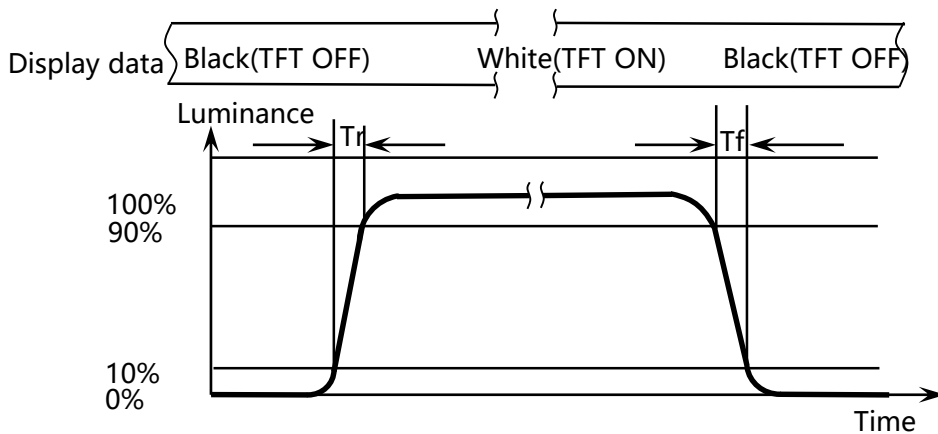 Display data Black(TFT OFF) White(TFT ON) Black(TFT OFF)
Luminance
Tr Tf
100%
90%
10%
0%
Time